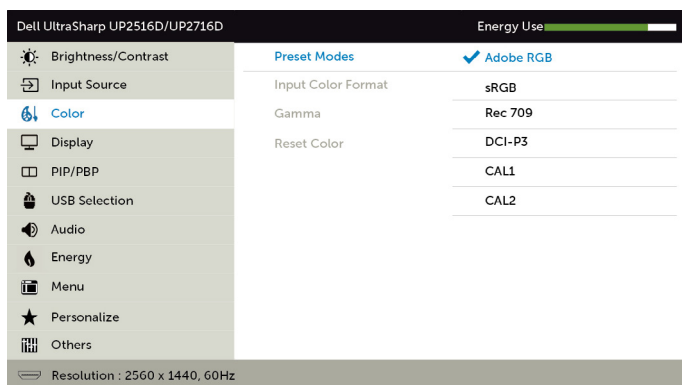 Dell UltraSharp UP2516D/UP2716D Energy Use
Brightness/Contrast Preset Modes Adobe RGB
Input Source Input Color Format sRGB
Color Gamma Rec 709
Display Reset Color DCI-P3
PIP/PBP CAL1
USB Selection CAL2
Audio
Energy
Menu
Personalize
Others
Resolution : 2560 x 1440, 60Hz